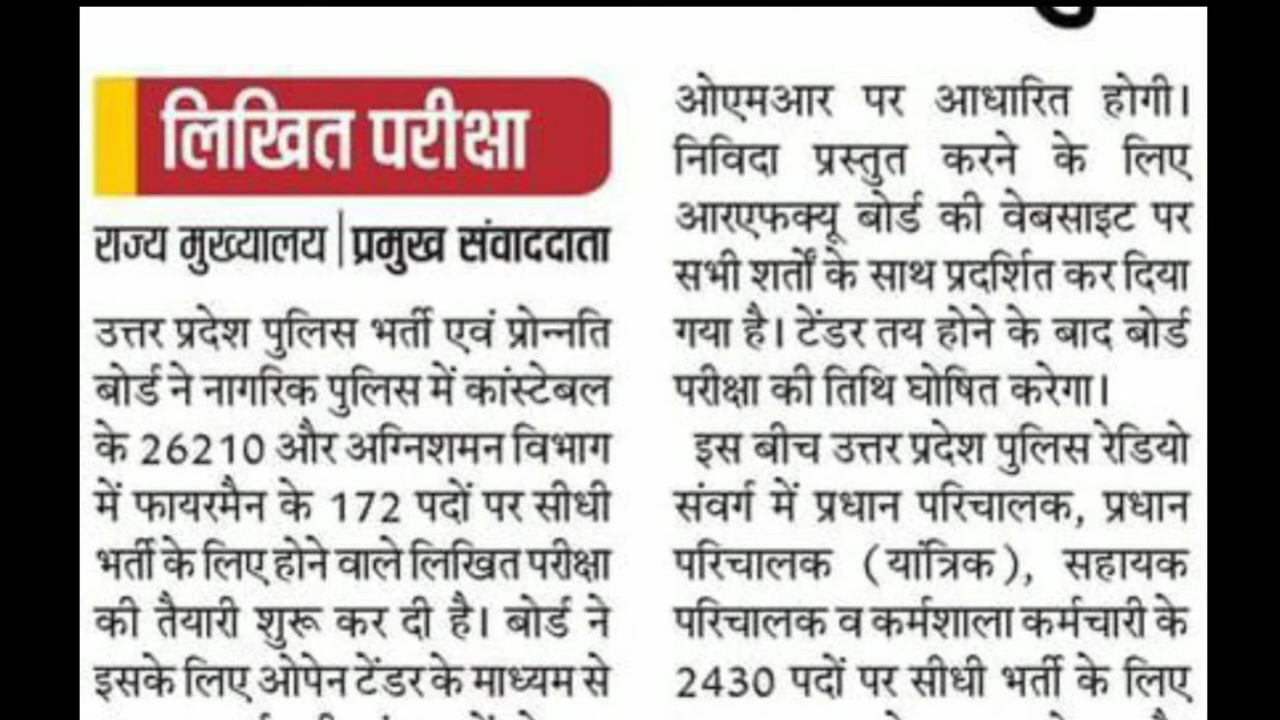 लिखित परीक्षा
राज्य मुख्यालय | प्रमुख संवाददाता
उत्तर प्रदेश पुलिस भर्ती एवं प्रोन्नति
बोर्ड ने नागरिक पुलिस में कांस्टेबल
के 26210 और अग्निशमन विभाग
में फायरमैन के 172 पदों पर सीधी
भर्ती के लिए होने वाले लिखित परीक्षा
की तैयारी शुरू कर दी है। बोर्ड ने
इसके लिए ओपेन टेंडर के माध्यम से
ओएमआर पर आधारित होगी।
निविदा प्रस्तुत करने के लिए
आरएफक्यू बोर्ड की वेबसाइट पर
सभी शर्तों के साथ प्रदर्शित कर दिया
गया है। टेंडर तय होने के बाद बोर्ड
परीक्षा की तिथि घोषित करेगा।
इस बीच उत्तर प्रदेश पुलिस रेडियो
संवर्ग में प्रधान परिचालक, प्रधान
परिचालक (यांत्रिक), सहायक
परिचालक व कर्मशाला कर्मचारी के
2430 पदों पर सीधी भर्ती के लिए